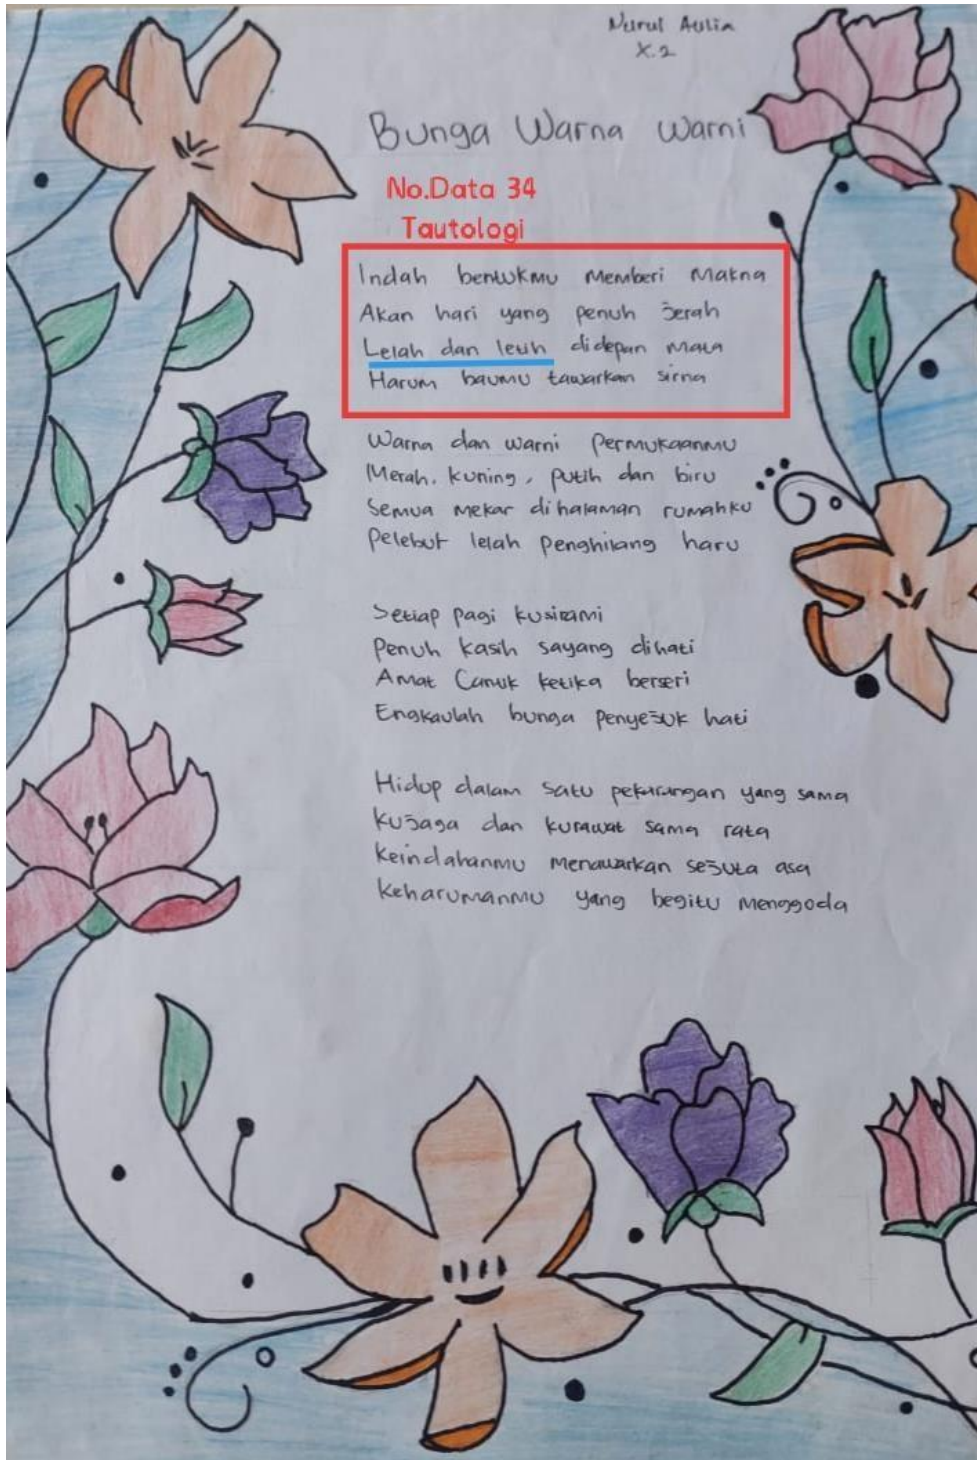 Nurul Aulia
X.2
Bunga Warna Warni
No.Data 34
Tautologi
Indah bentukmu memberi makna
Akan hari yang penuh jerah
Lelah dan letih didepan mata
Harum baumu tawarkan sirna
Warna dan warni permukaanmu
Merah, kuning, putih dan biru
Semua mekar dihalaman rumahku
Pelebut lelah penghilang haru
Setiap pagi kusirami
Penuh kasih sayang dihati
Amat Cantik ketika berseri
Engkaulah bunga penyejuk hati
Hidup dalam satu pekarangan yang sama
Kujaga dan kurawat sama rata
Keindahanmu menawarkan sejuta asa
Keharumanmu yang begitu menggoda